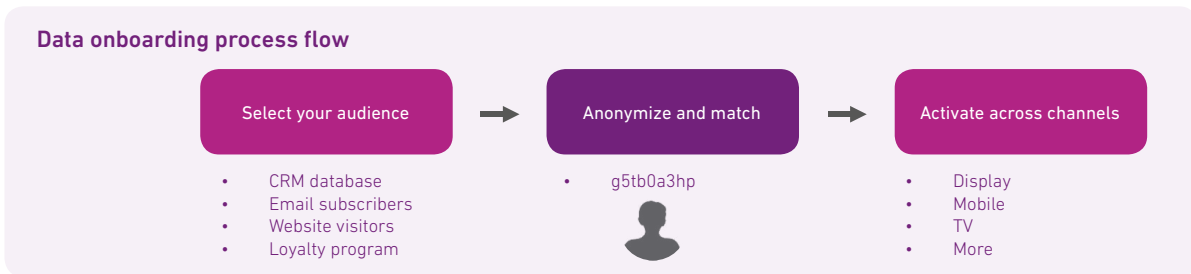 Data onboarding process flow
Select your audience
Anonymize and match
Activate across channels
• CRM database
• Email subscribers
• Website visitors
• Loyalty program
• g5tb0a3hp
• Display
• Mobile
• TV
• More